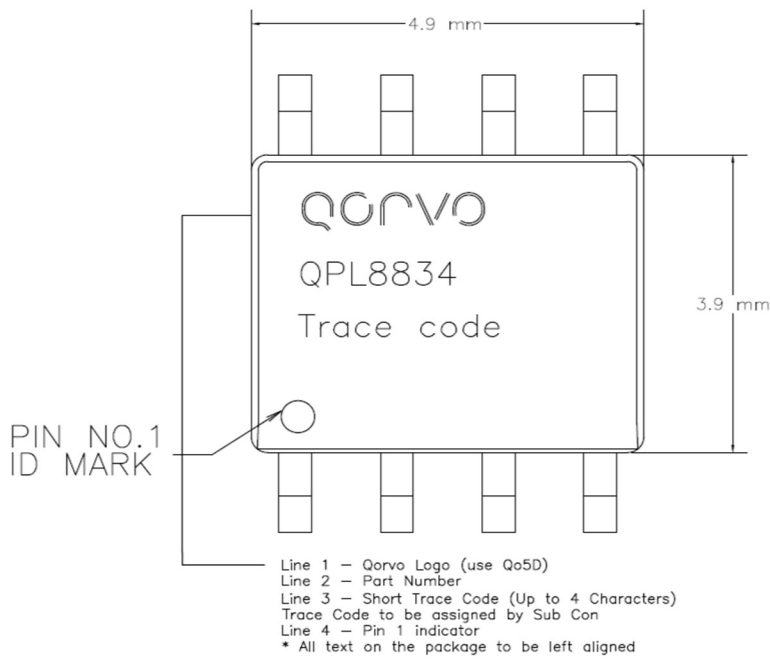 4.9 mm
Qorvo
QPL8834
3.9 mm
Trace code
PIN NO.1
ID MARK
Line 1 – Qorvo Logo (use Qo5D)
Line 2 – Part Number
Line 3 – Short Trace Code (Up to 4 Characters)
Trace Code to be assigned by Sub Con
Line 4 – Pin 1 indicator
* All text on the package to be left aligned